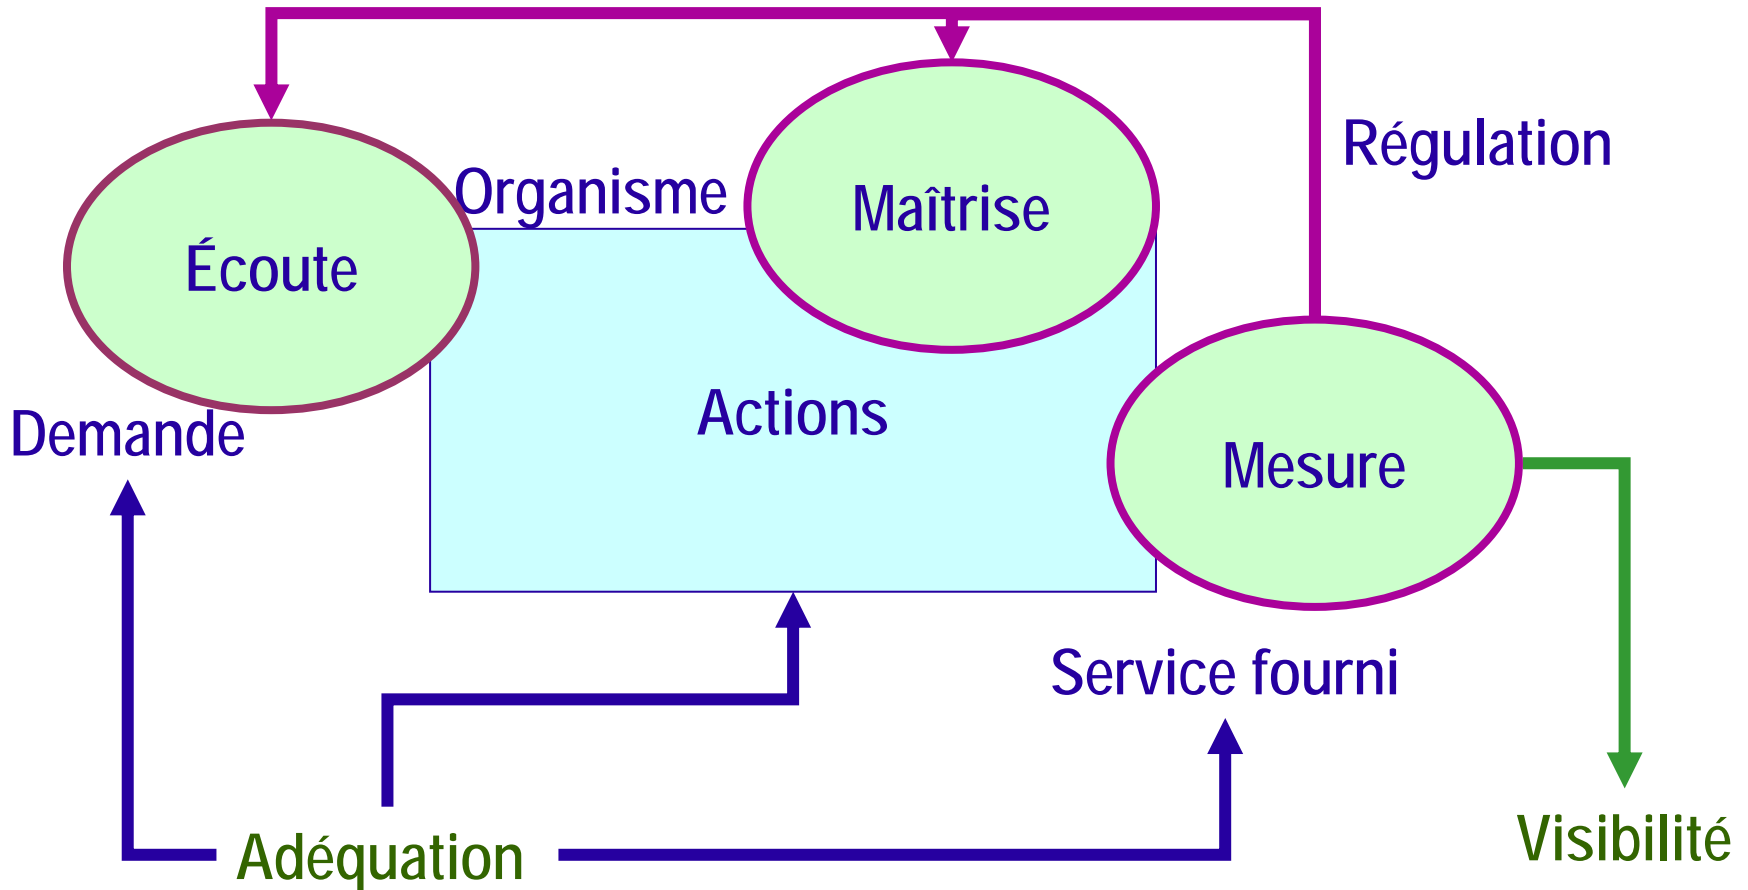 Régulation
Organisme
Maîtrise
Écoute
Actions
Demande
Mesure
Service fourni
Visibilité
Adéquation